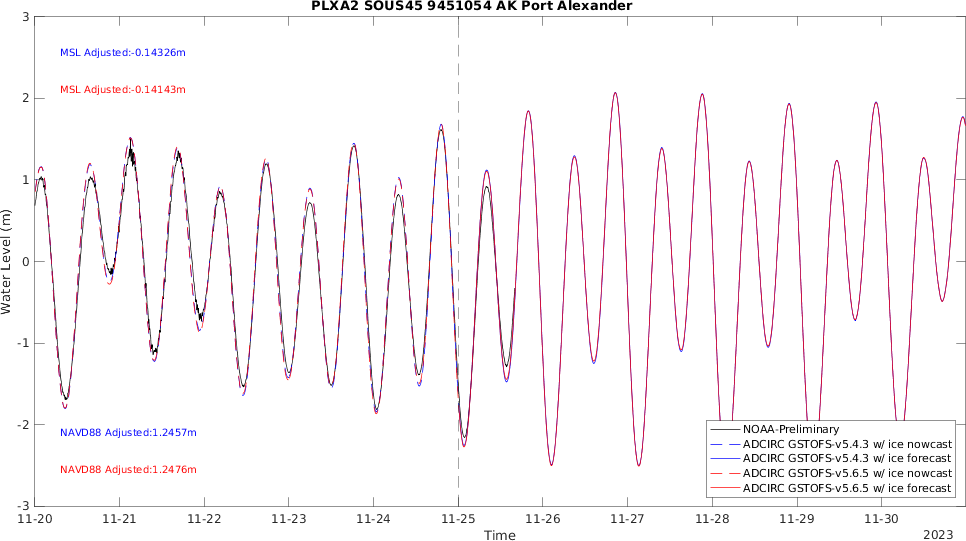 PLXA2 SOUS45 9451054 AK Port Alexander
3
MSL Adjusted:-0.14326m
MSL Adjusted:-0.14143m
2
1
0
-1
-2
-3
Water Level (m)
NAVD88 Adjusted:1.2457m
NAVD88 Adjusted:1.2476m
NOAA-Preliminary
ADCIRC GSTOFS-v5.4.3 w/ ice nowcast
ADCIRC GSTOFS-v5.4.3 w/ ice forecast
ADCIRC GSTOFS-v5.6.5 w/ ice nowcast
ADCIRC GSTOFS-v5.6.5 w/ ice forecast
11-20 11-21 11-22 11-23 11-24 11-25 11-26 11-27 11-28 11-29 11-30
Time
2023